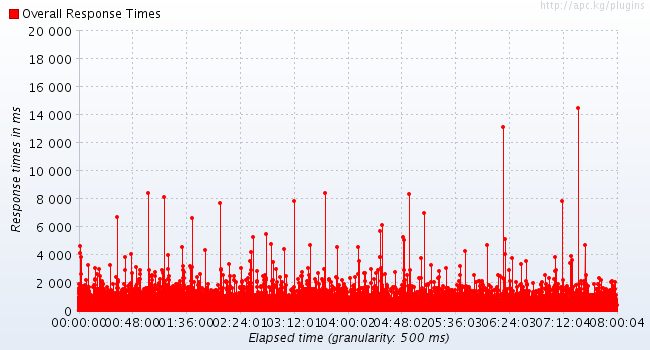 http://apc.kg/plugins
Overall Response Times
20 000
18 000
16 000
14 000
12 000
10 000
8 000
6 000
4 000
2 000
0
Response times in ms
00:00:00 00:48:00 01:36:00 02:24:01 03:12:01 04:00:02 04:48:02 05:36:03 06:24:03 07:12:04 08:00:04
Elapsed time (granularity: 500 ms)